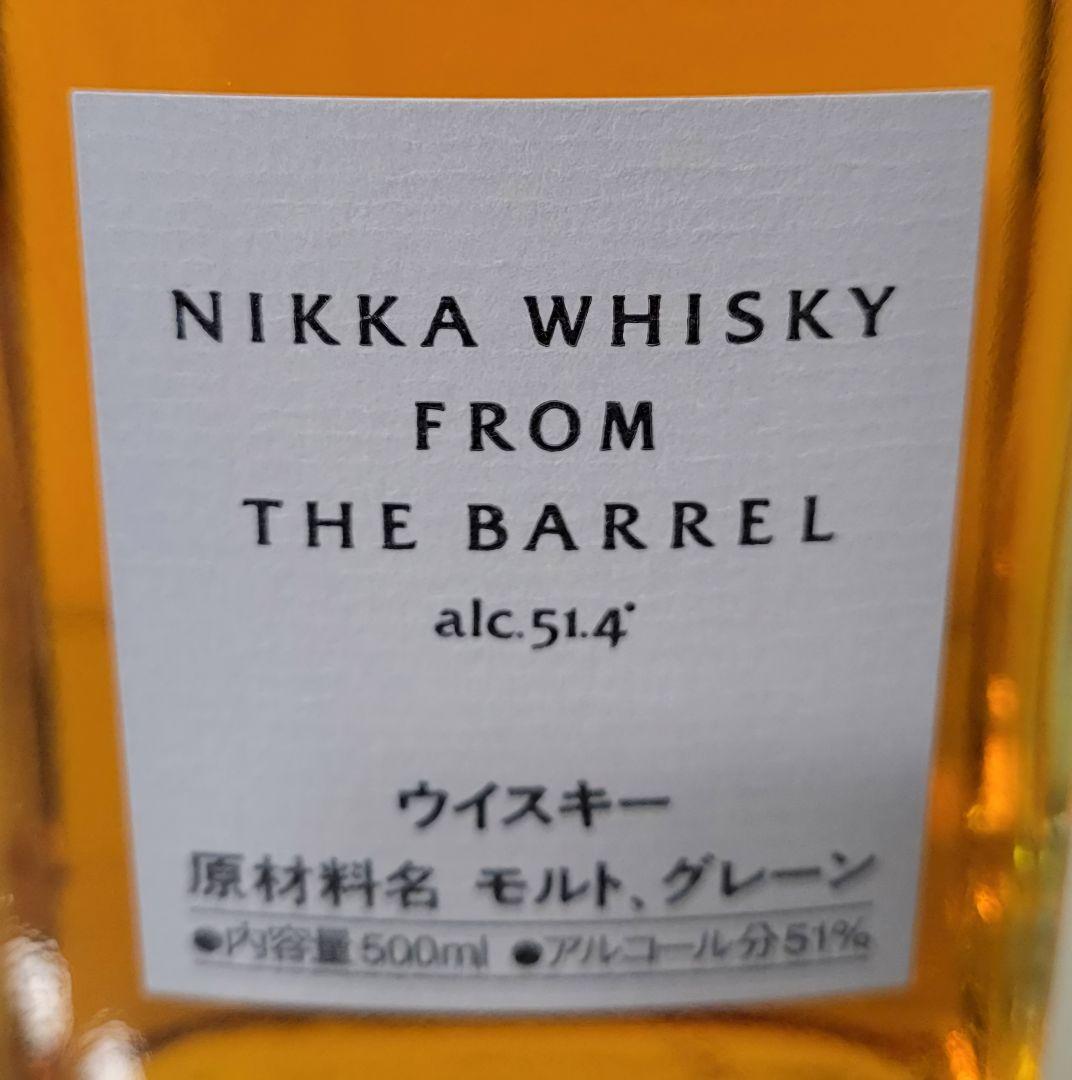 NIKKA WHISKY
FROM
THE BARREL
alc.51.4°
ウイスキー
原材料名 モルト、グレーン
●内容量500ml ●アルコール分51%